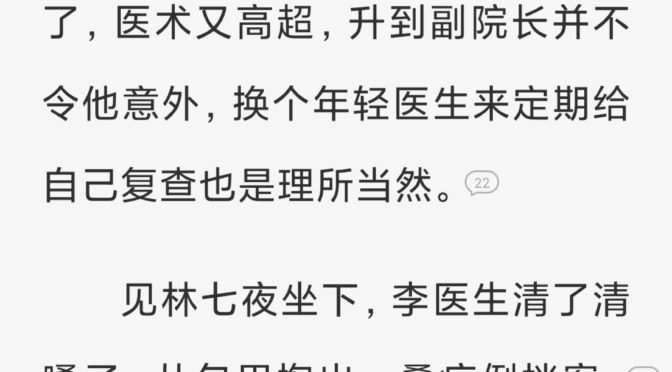 了，医术又高超，升到副院长并不
令他意外，换个年轻医生来定期给
自己复查也是理所当然。22
见林七夜坐下，李医生清了清